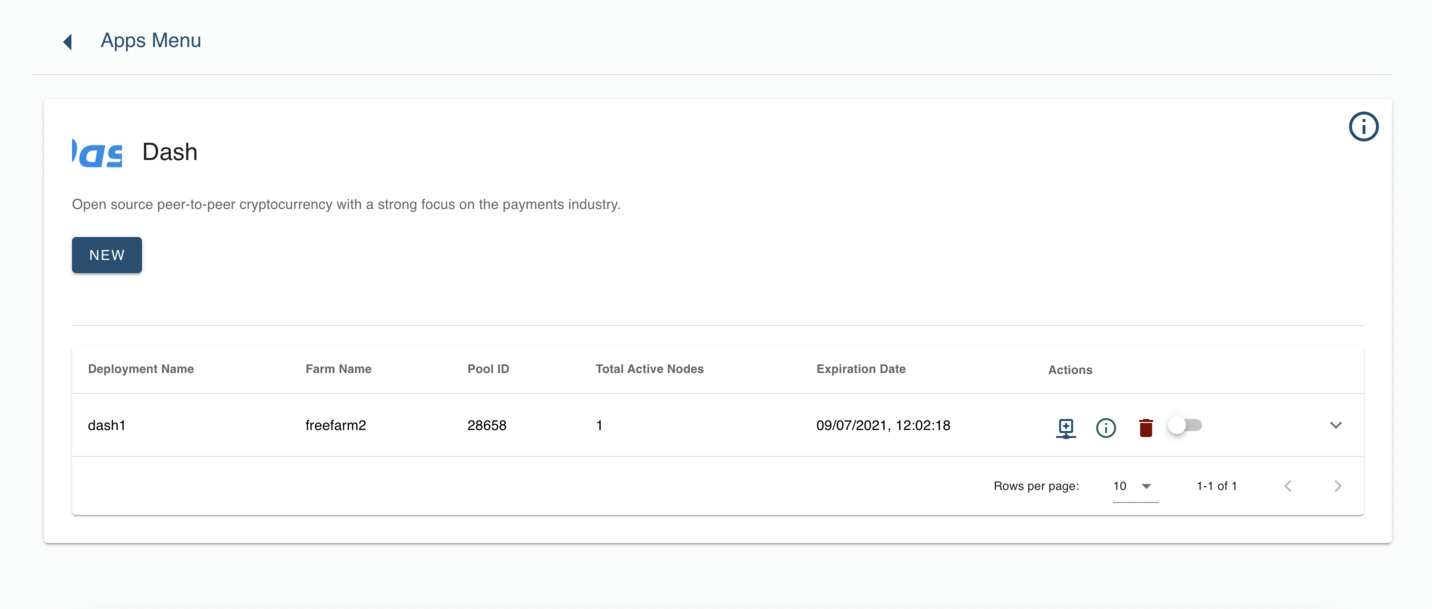 Apps Menu
Dash
Open source peer-to-peer cryptocurrency with a strong focus on the payments industry.
NEW
Deployment Name Farm Name Pool ID Total Active Nodes Expiration Date Actions
dash1 freefarm2 28658 1 09/07/2021, 12:02:18
Rows per page: 10 1-1 of 1